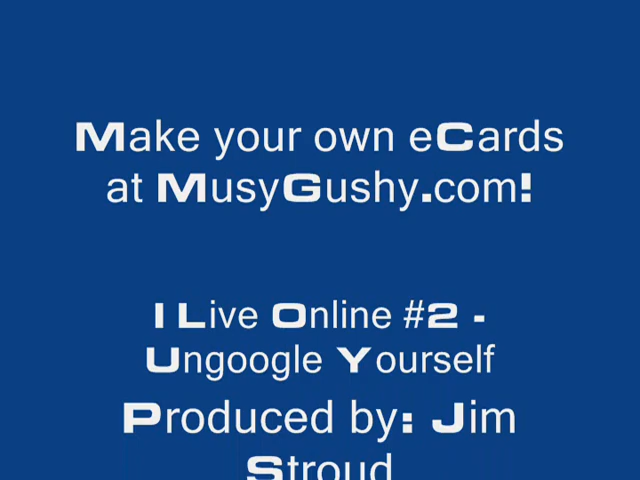 Make your own eCards
at MusyGushy.com!
I Live Online #2 -
Ungoogle Yourself
Produced by: Jim
Stroud